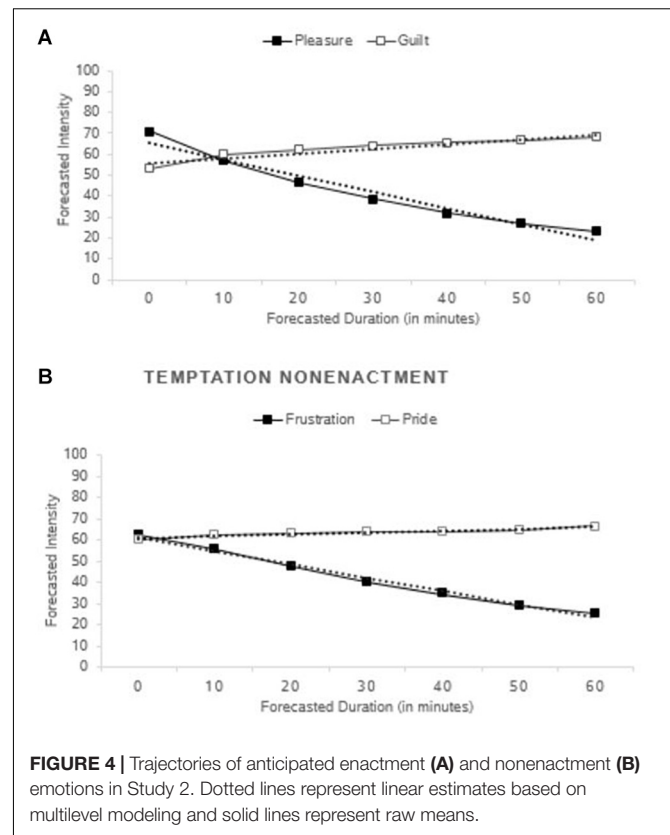 A
Pleasure Guilt
100
90
80
70
60
50
40
30
20
10
0
Forecasted Intensity
0 10 20 30 40 50 60
Forecasted Duration (in minutes)
B TEMPTATION NONENACTMENT
Frustration Pride
100
90
80
70
60
50
40
30
20
10
0
Forecasted Intensity
0 10 20 30 40 50 60
Forecasted Duration (in minutes)
FIGURE 4 | Trajectories of anticipated enactment (A) and nonenactment (B)
emotions in Study 2. Dotted lines represent linear estimates based on
multilevel modeling and solid lines represent raw means.